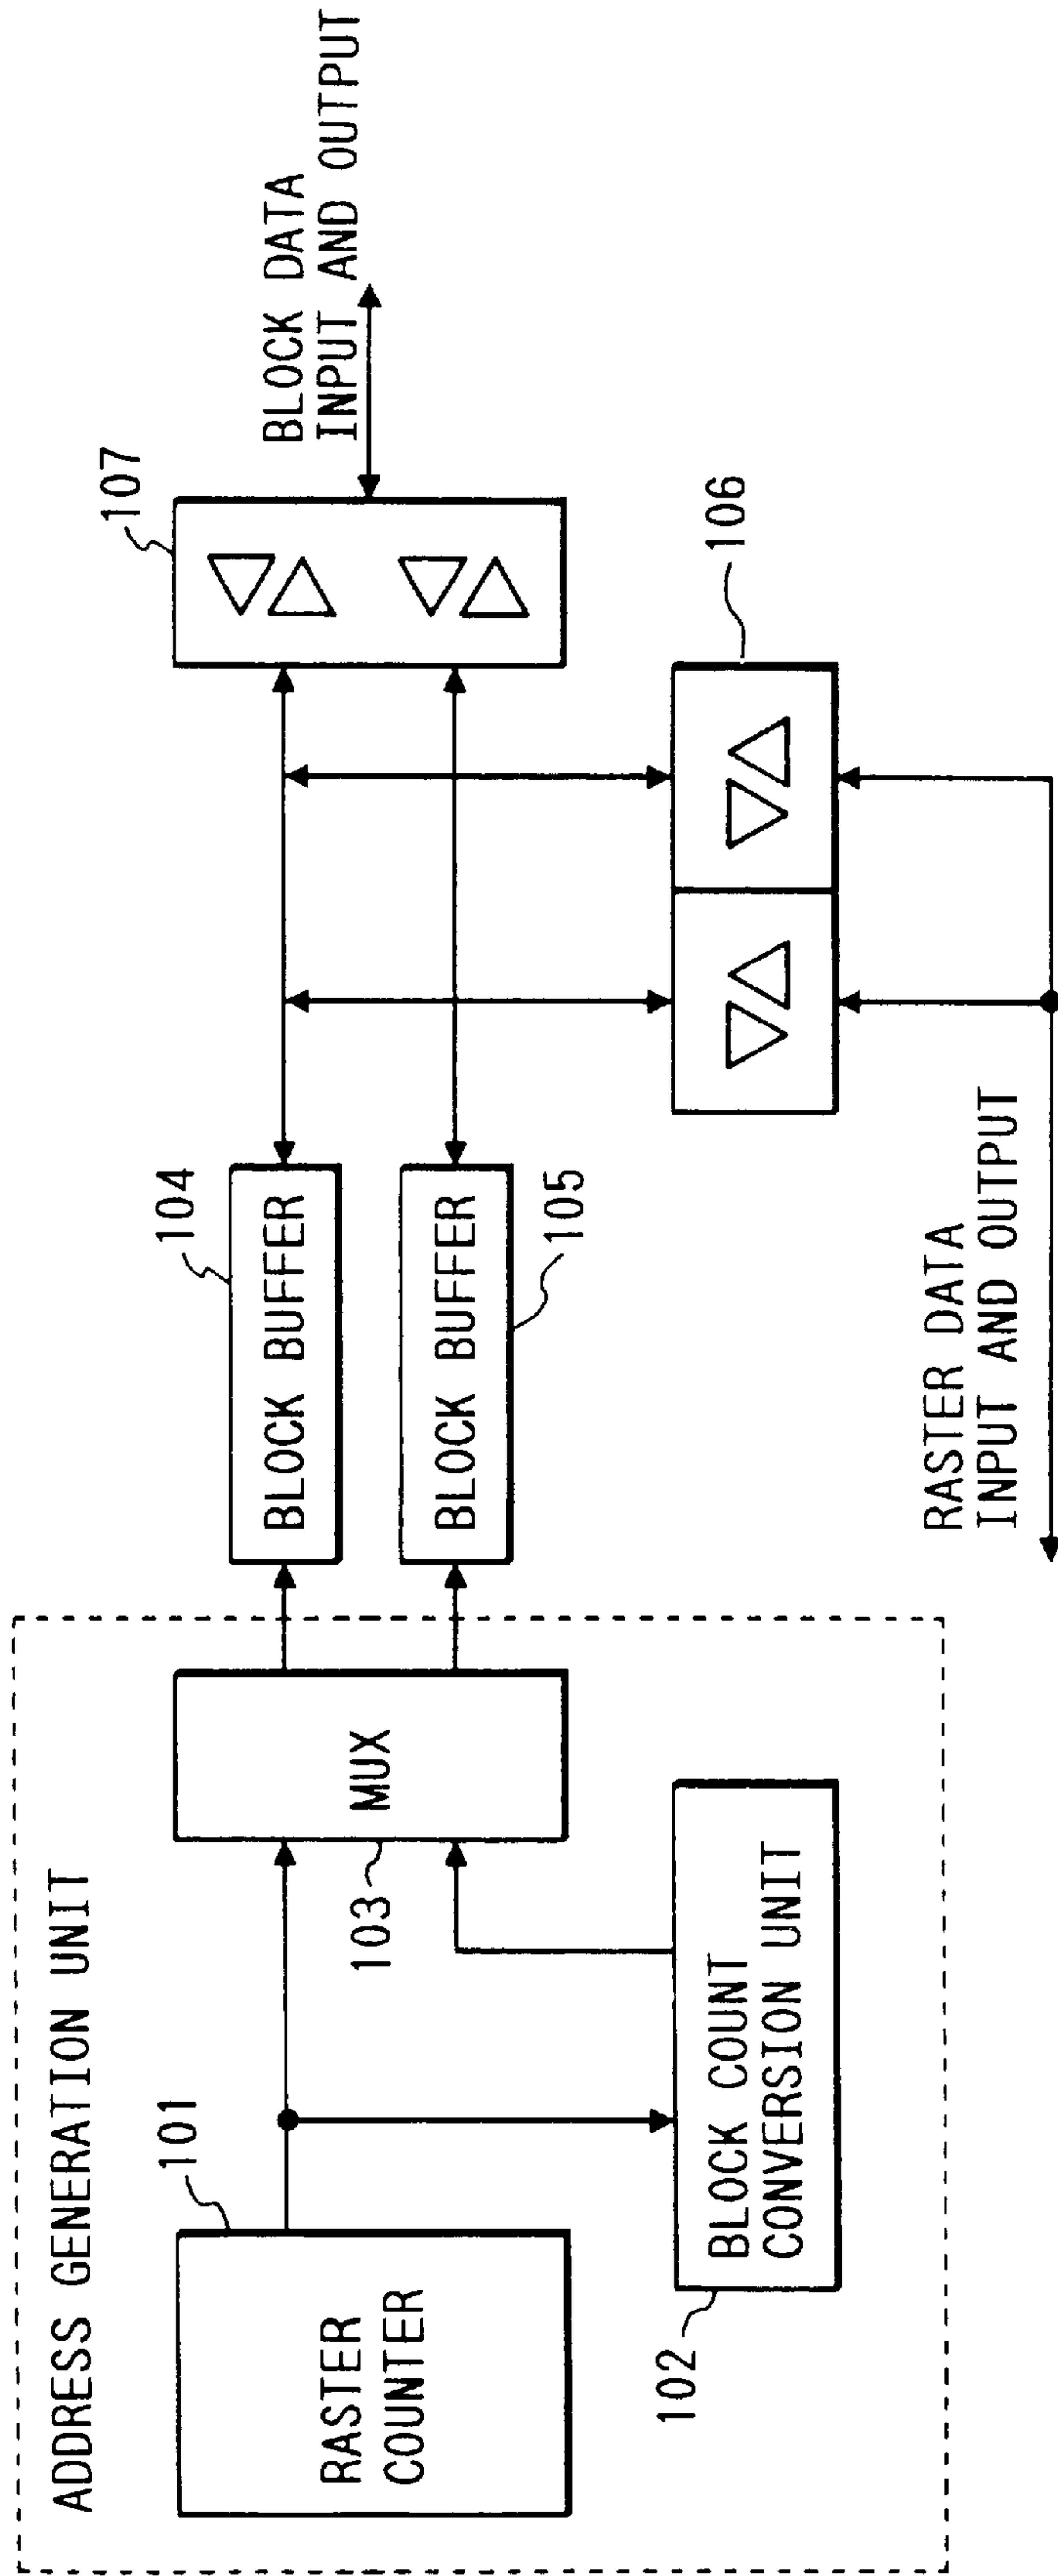 ADDRESS GENERATION UNIT
101
RASTER
COUNTER
102
BLOCK COUNT
CONVERSION UNIT
103
MUX
104
BLOCK BUFFER
BLOCK BUFFER
105
107
BLOCK DATA
INPUT AND OUTPUT
106
RASTER DATA
INPUT AND OUTPUT